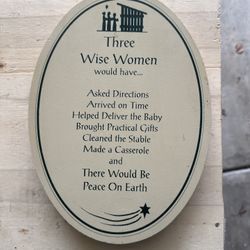 Three
Wise Women
would have...
Asked Directions
Arrived on Time
Helped Deliver the Baby
Brought Practical Gifts
Cleaned the Stable
Made a Casserole
and
There Would Be
Peace On Earth